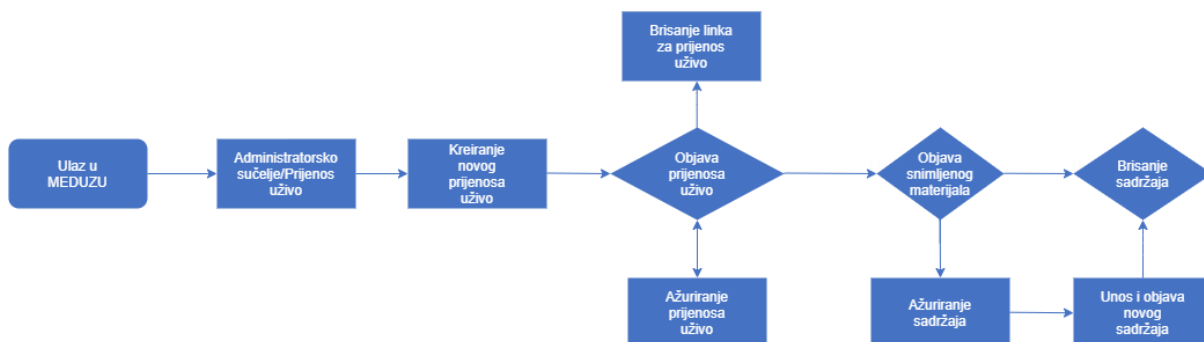 Brisanje linka
za prijenos
uživo
Ulaz u
MEDUZU
Administratorsko
sučelje/Prijenos
uživo
Kreiranje
novog
prijenosa
uživo
Objava
prijenosa
uživo
Objava
snimljenog
materijala
Brisanje
sadržaja
Ažuriranje
prijenosa
uživo
Ažuriranje
sadržaja
Unos i objava
novog
sadržaja